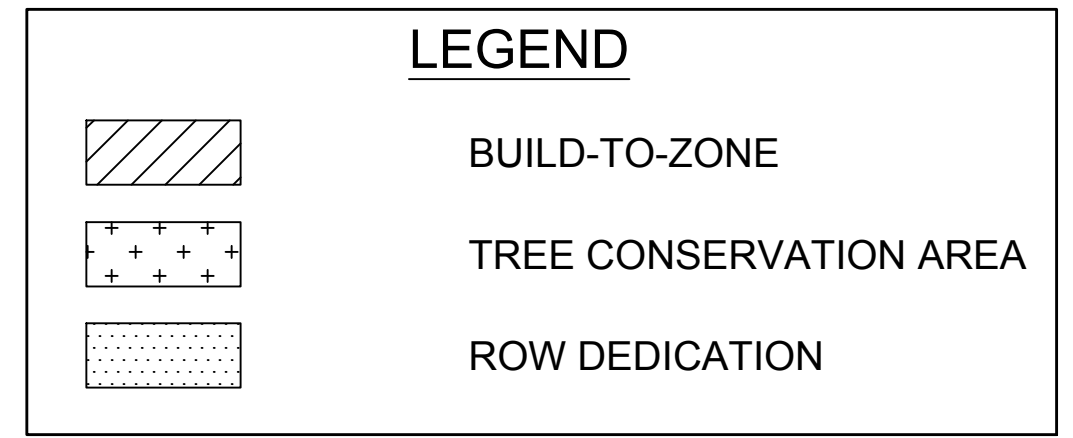 LEGEND
BUILD-TO-ZONE
TREE CONSERVATION AREA
ROW DEDICATION